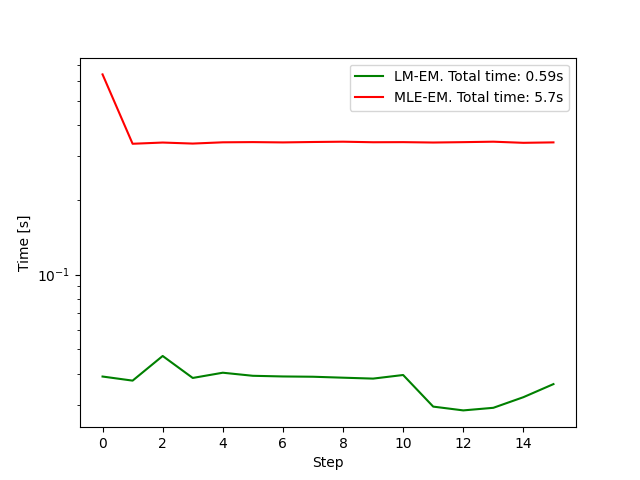 LM-EM. Total time: 0.59s
MLE-EM. Total time: 5.7s
Time [s]
10⁻¹
0 2 4 6 8 10 12 14
Step